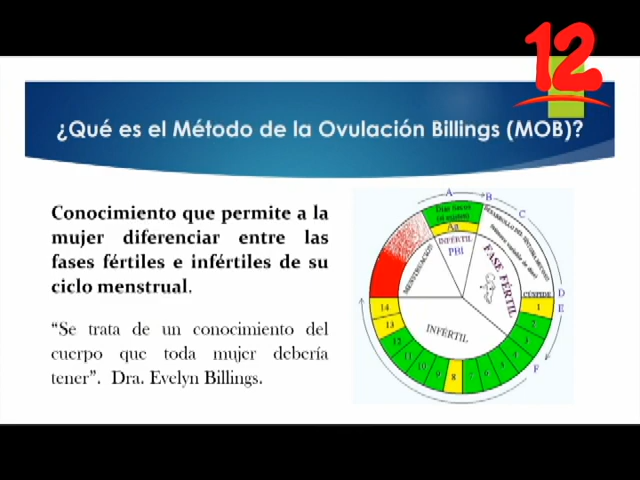 12
¿Qué es el Método de la Ovulación Billings (MOB)?
Conocimiento que permite a la
mujer diferenciar entre las
fases fértiles e infértiles de su
ciclo menstrual.
“Se trata de un conocimiento del
cuerpo que toda mujer debería
tener”. Dra. Evelyn Billings.
A
B
C
D
E
F
Días Secos
INFÉRTIL
PBI
MENSTRUACIÓN
FASE FÉRTIL
CÚSPIDE
INFÉRTIL
1
2
3
4
5
6
7
8
9
10
11
12
13
14